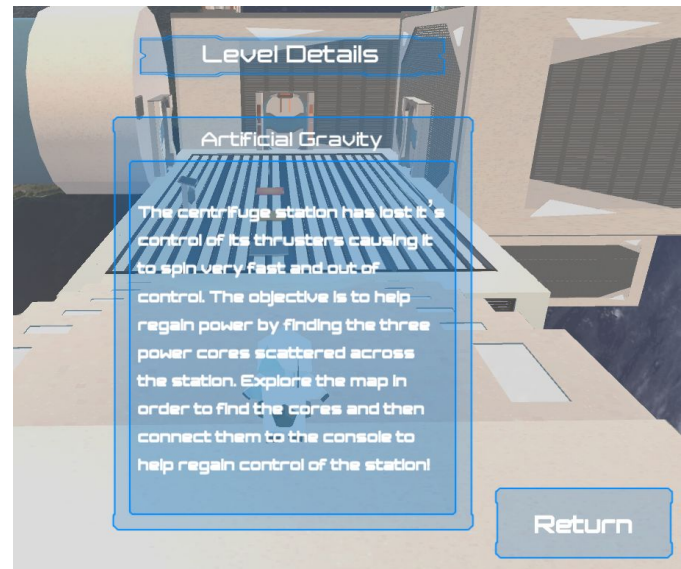 Level Details
Artificial Gravity
The centrifuge station has lost it's
control of its thrusters causing it
to spin very fast and out of
control. The objective is to help
regain power by finding the three
power cores scattered across
the station. Explore the map in
order to find the cores and then
connect them to the console to
help regain control of the station!
Return